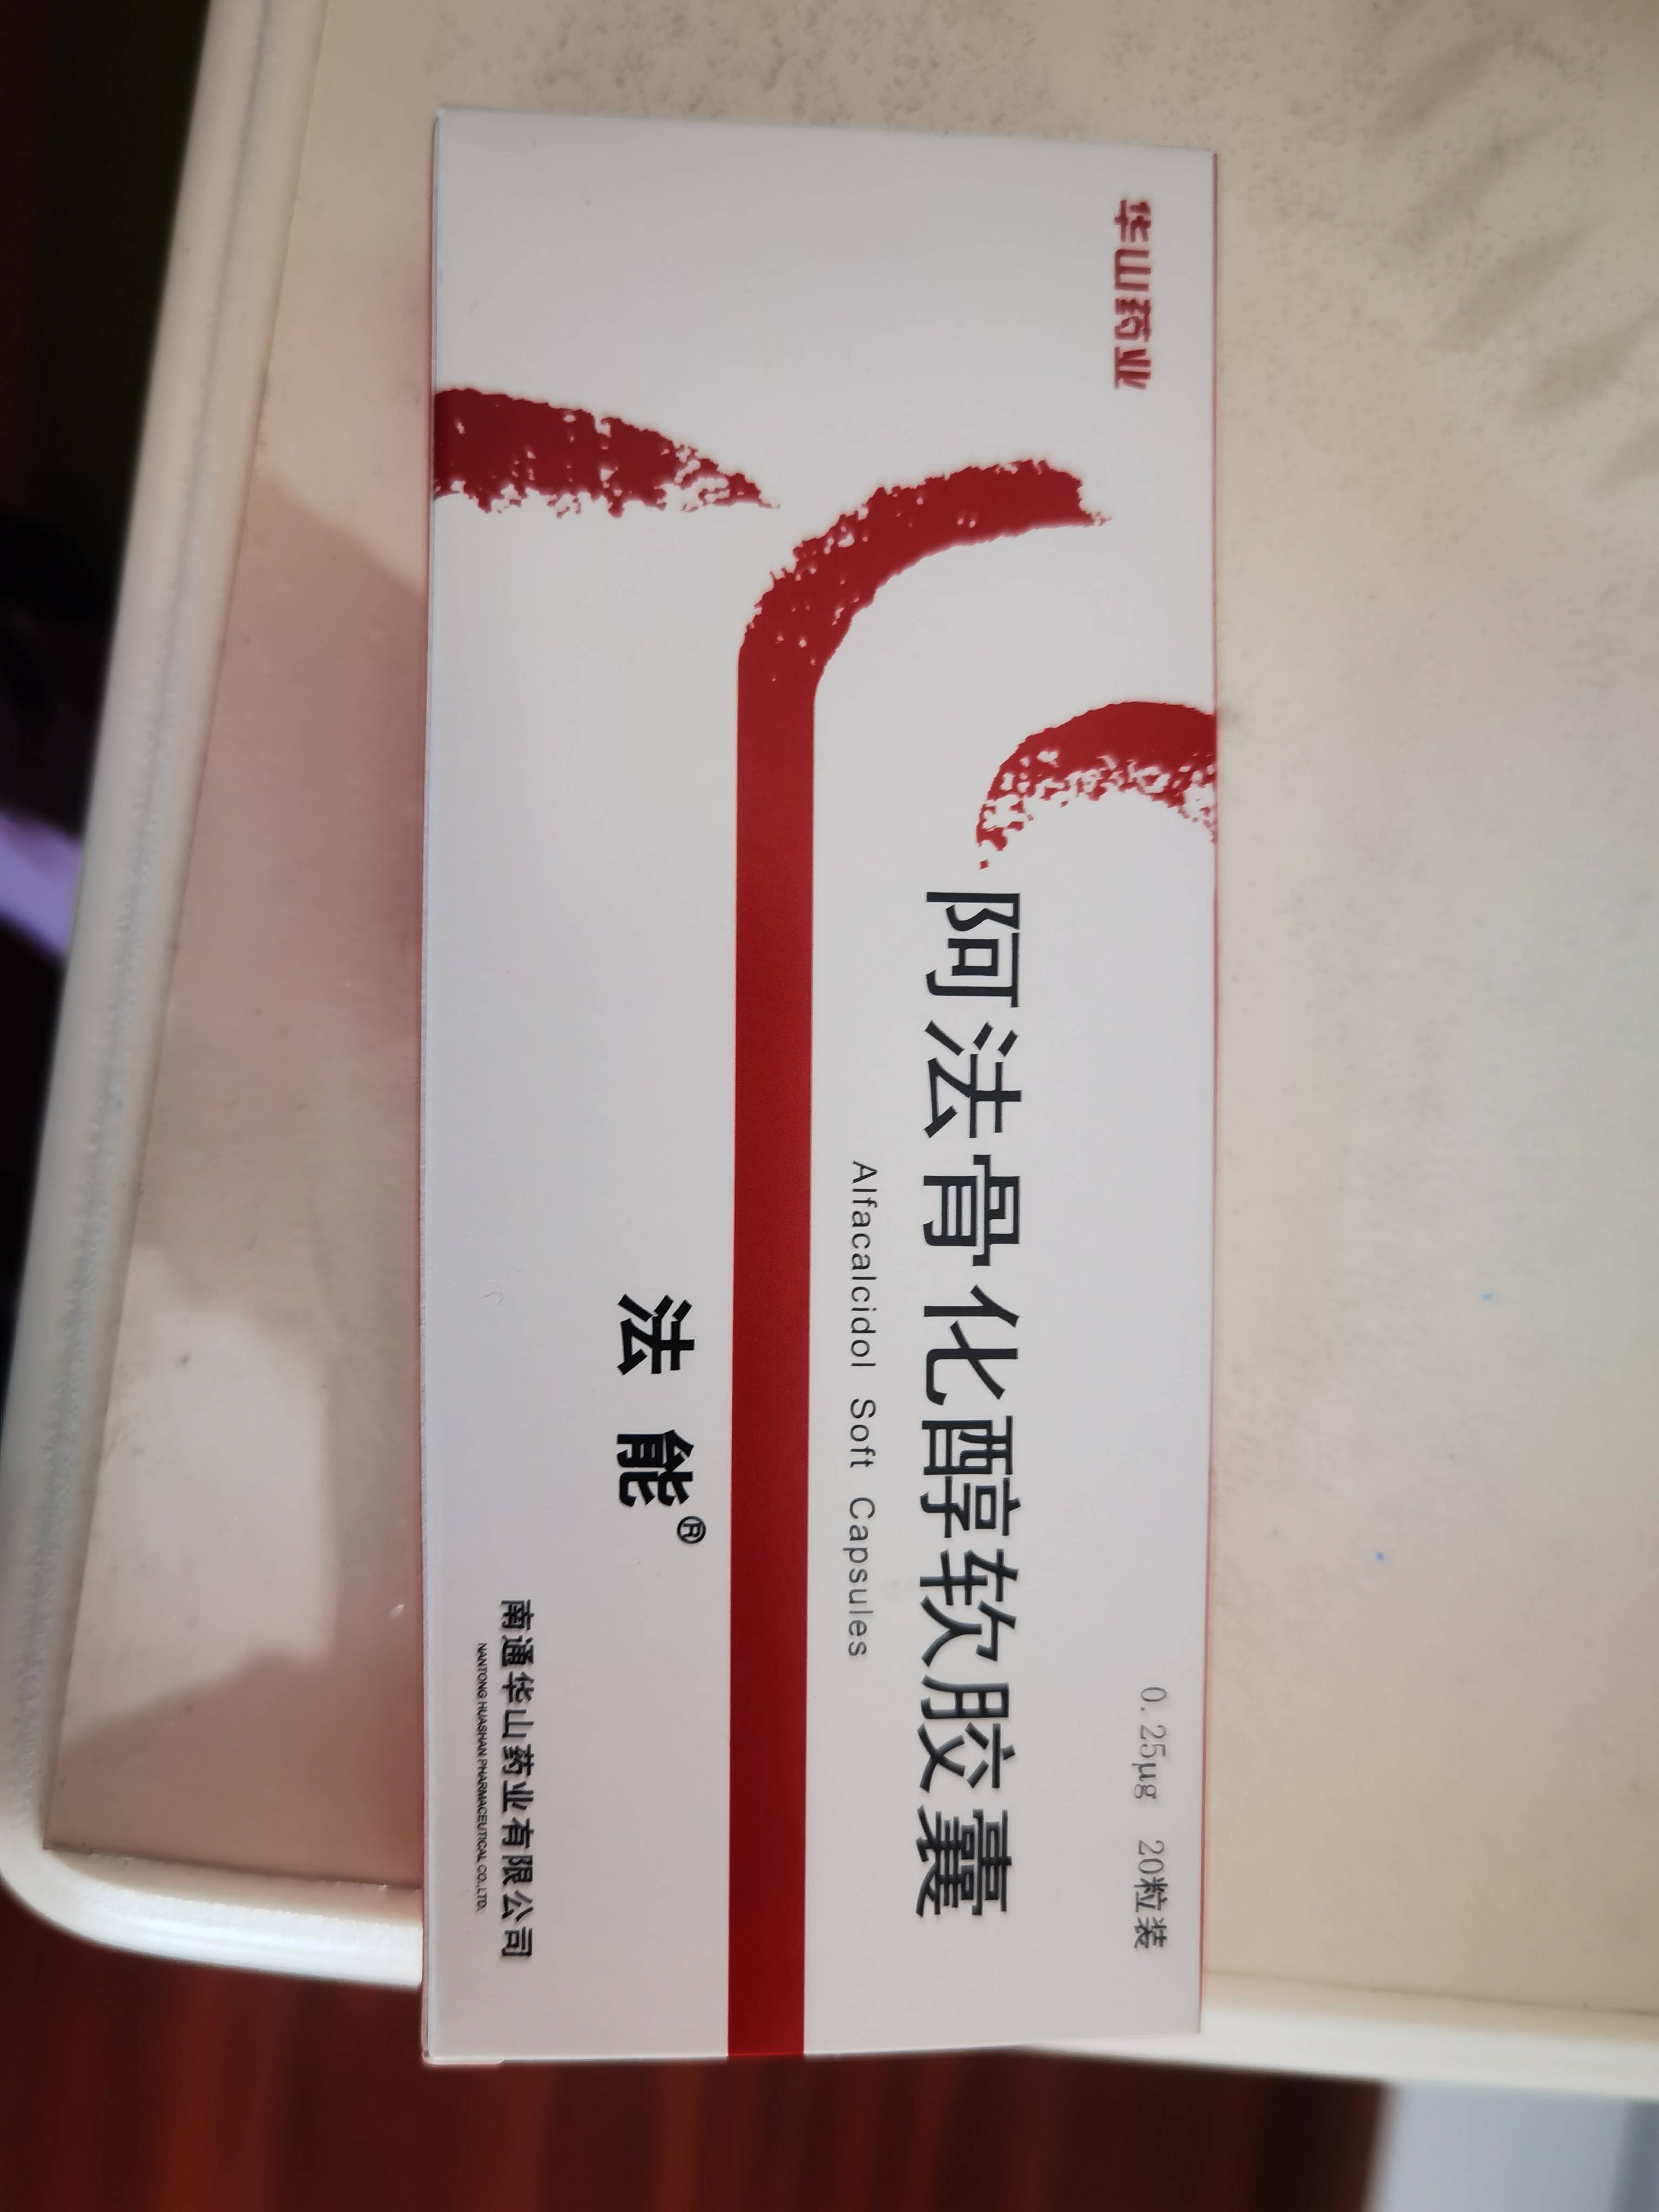 华山药业
0.25μg 20粒装
阿法骨化醇软胶囊
Alfacalcidol Soft Capsules
法能®
南通华山药业有限公司
NANTONG HUASHAN PHARMACEUTICAL CO.,LTD.